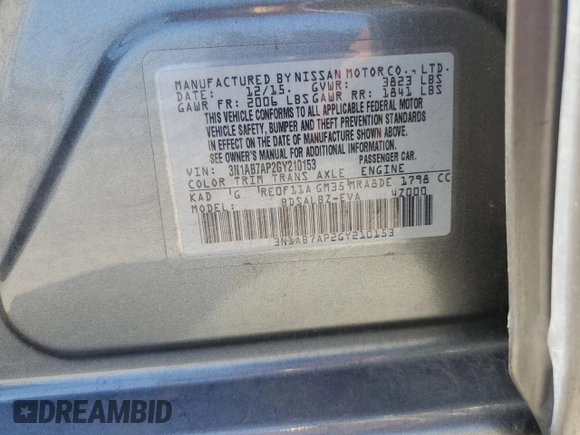 MANUFACTURED BY NISSAN MOTOR CO., LTD.
DATE: 12/15. GVWR: 3823 LBS
GAWR FR: 2006 LBS GAWR RR: 1841 LBS
THIS VEHICLE CONFORMS TO ALL APPLICABLE FEDERAL MOTOR
VEHICLE SAFETY, BUMPER AND THEFT PREVENTION STANDARDS
IN EFFECT ON THE DATE OF MANUFACTURE SHOWN ABOVE.
SEE OWNER'S MANUAL FOR ADDITIONAL INFORMATION.
VIN: 3N1AB7AP2GY210153 PASSENGER CAR.
COLOR TRIM TRANS AXLE ENGINE
KAD G RE0F11A GM35 MRA8DE 1798 CC
MODEL: BDSALBZ-EVA 47000
3N1AB7AP2GY210153
DREAMBID